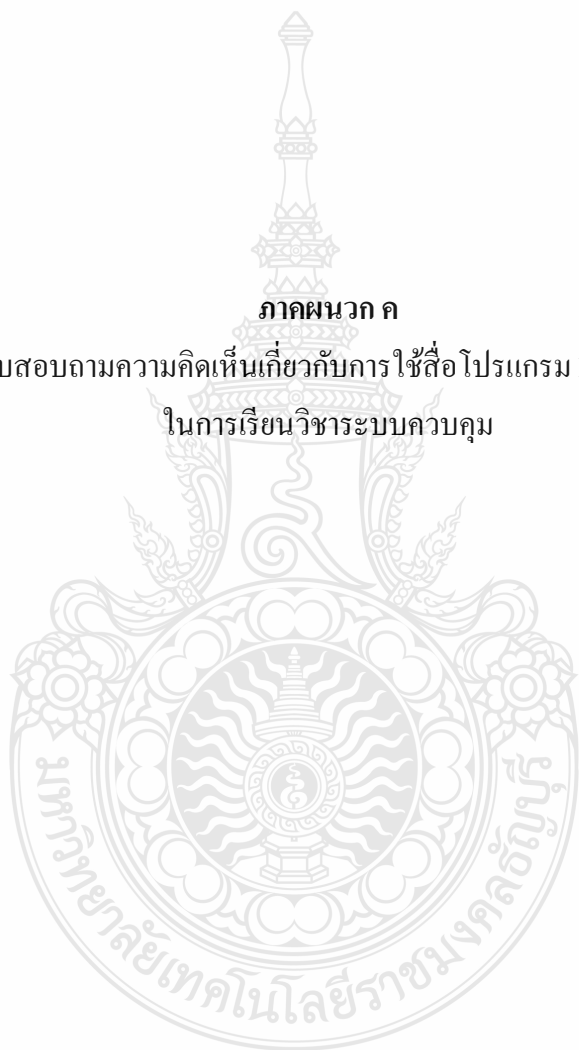 ภาคผนวก ค
บสอบถามความคิดเห็นเกี่ยวกับการใช้สื่อโปรแกรม
ในการเรียนวิชาระบบควบคุม
มหาวิทยาลัยเทคโนโลยีราชมงคลธัญบุรี